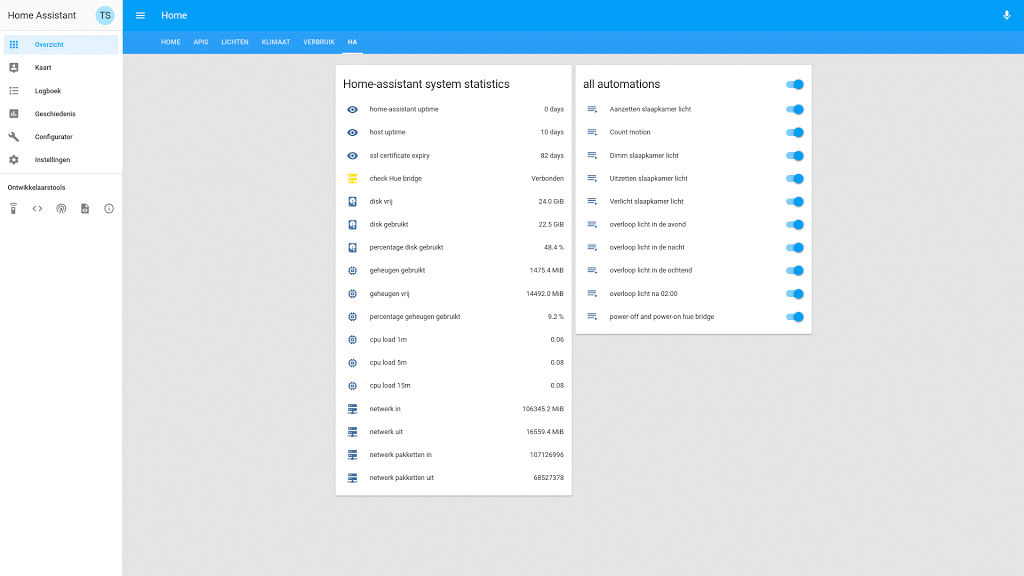 Home Assistant
TS
Home
HOME APIS LICHTEN KLIMAAT VERBRUIK HA
Overzicht
Kaart
Logboek
Geschiedenis
Configurator
Instellingen
Ontwikkelaarstools
Home-assistant system statistics
home-assistant uptime 0 days
host uptime 10 days
ssl certificate expiry 82 days
check Hue bridge Verbonden
disk vrij 24.0 GiB
disk gebruikt 22.5 GiB
percentage disk gebruikt 48.4 %
geheugen gebruikt 1475.4 MiB
geheugen vrij 14492.0 MiB
percentage geheugen gebruikt 9.2 %
cpu load 1m 0.06
cpu load 5m 0.08
cpu load 15m 0.08
netwerk in 106345.2 MiB
netwerk uit 16559.4 MiB
netwerk pakketten in 107126996
netwerk pakketten uit 68527378
all automations
Aanzetten slaapkamer licht
Count motion
Dimm slaapkamer licht
Uitzetten slaapkamer licht
Verlicht slaapkamer licht
overloop licht in de avond
overloop licht in de nacht
overloop licht in de ochtend
overloop licht na 02:00
power-off and power-on hue bridge